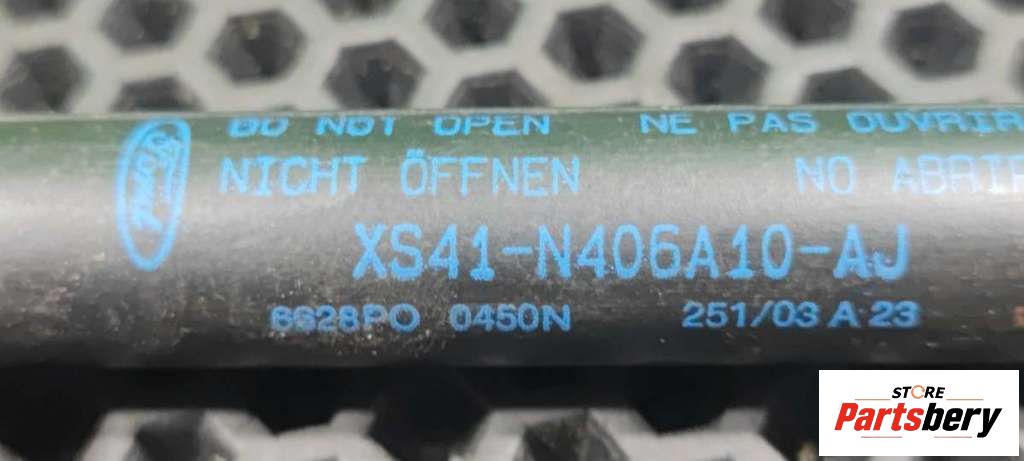 DO NOT OPEN NE PAS OUVRIR
NICHT ÖFFNEN NO ABRIR
XS41-N406A10-AJ
6628PO 0450N 251/03 A 23
STORE
Partsbery